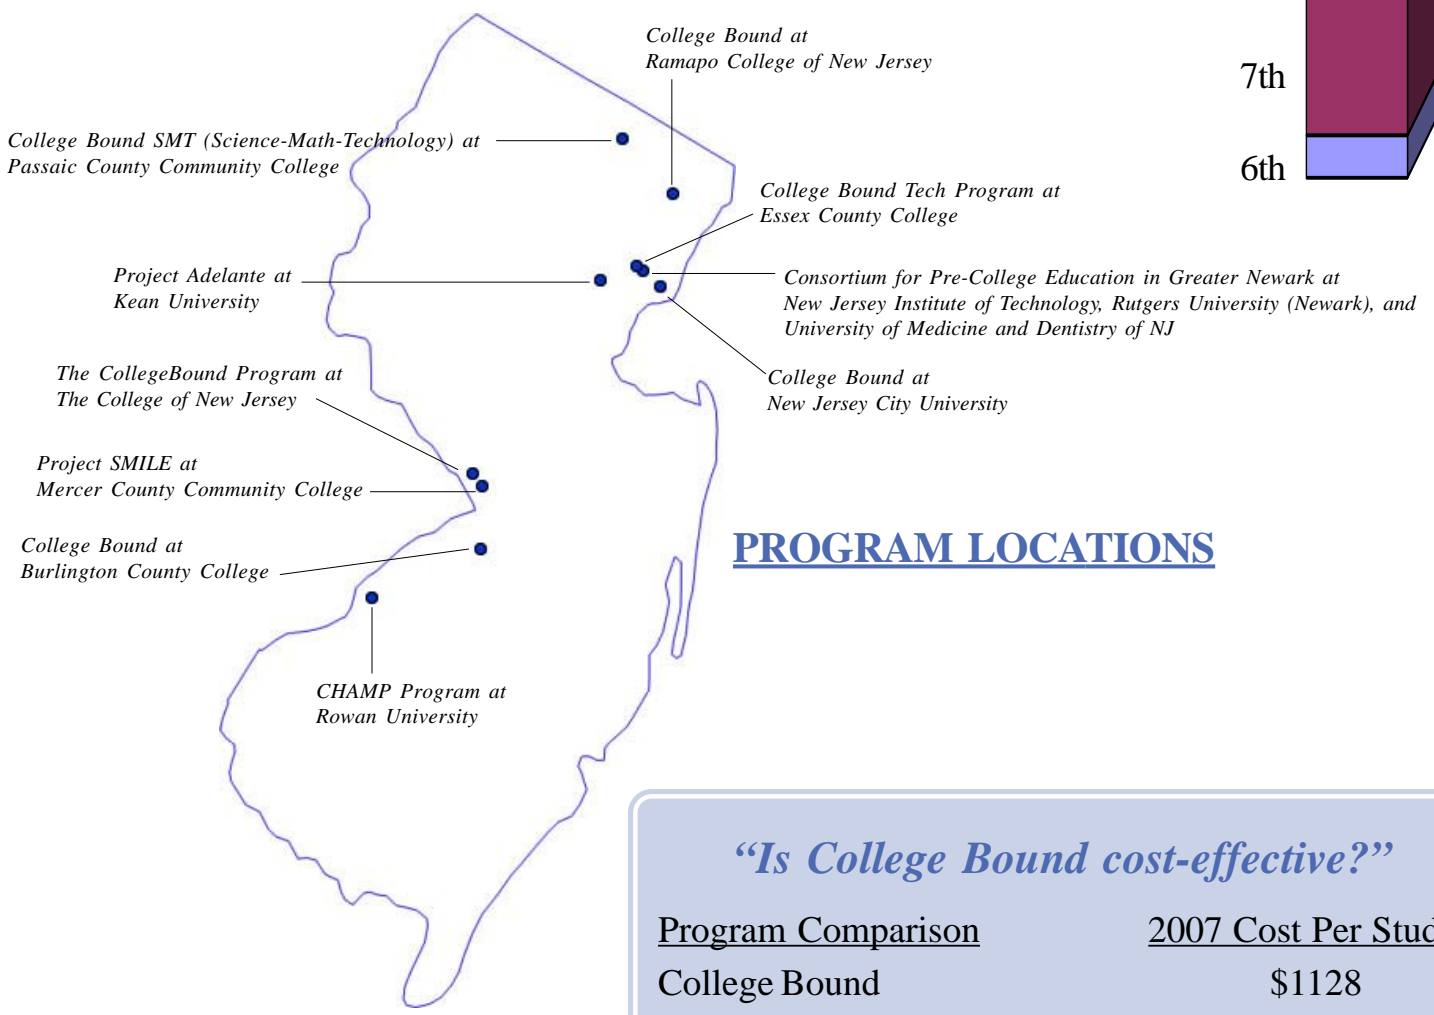 College Bound at
Ramapo College of New Jersey
7th
College Bound SMT (Science-Math-Technology) at
Passaic County Community College
6th
College Bound Tech Program at
Essex County College
Project Adelante at
Kean University
Consortium for Pre-College Education in Greater Newark at
New Jersey Institute of Technology, Rutgers University (Newark), and
University of Medicine and Dentistry of NJ
The CollegeBound Program at
The College of New Jersey
College Bound at
New Jersey City University
Project SMILE at
Mercer County Community College
College Bound at
Burlington County College
PROGRAM LOCATIONS
CHAMP Program at
Rowan University
“Is College Bound cost-effective?”
Program Comparison 2007 Cost Per Stud
College Bound $1128